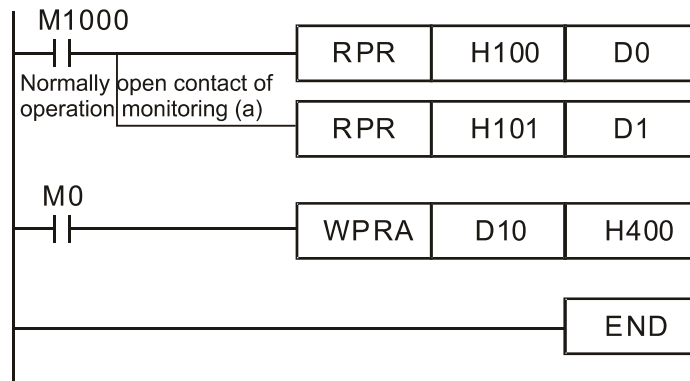 M1000
RPR H100 D0
Normally open contact of
operation monitoring (a)
RPR H101 D1
M0
WPRA D10 H400
END